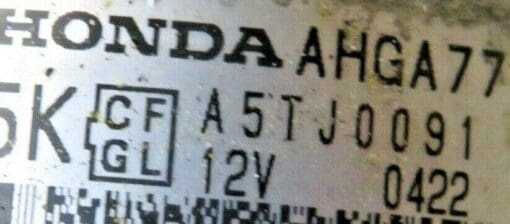 HONDA AHGA77
5K CF A5TJ0091
GL 12V 0422